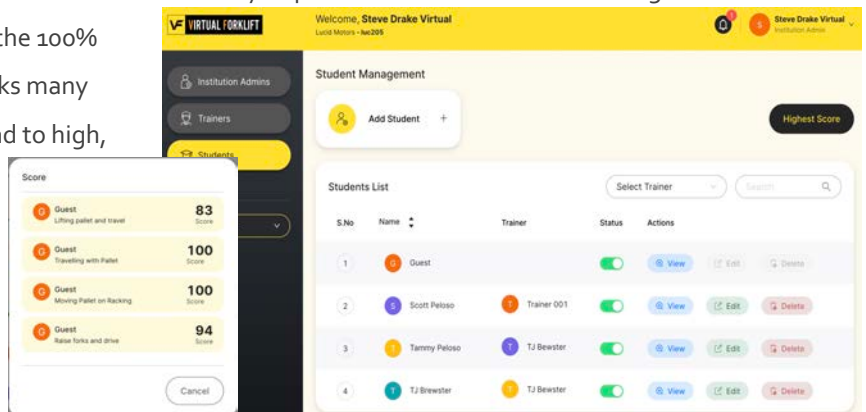 the 100%
ks many
d to high,
VF VIRTUAL FORKLIFT
Welcome, Steve Drake Virtual
Lucid Motors - luc205
Steve Drake Virtual
Institution Admin
Institution Admins
Trainers
Students
Student Management
Add Student +
Highest Score
Students List
Select Trainer
Search
S.No Name Trainer Status Actions
1 G Guest View Edit Delete
2 S Scott Peloso T Trainer 001 View Edit Delete
3 T Tammy Peloso T TJ Bewster View Edit Delete
4 T TJ Brewster T TJ Bewster View Edit Delete
Score
G Guest 83
Lifting pallet and travel Score
G Guest 100
Travelling with Pallet Score
G Guest 100
Moving Pallet on Racking Score
G Guest 94
Raise forks and drive Score
Cancel